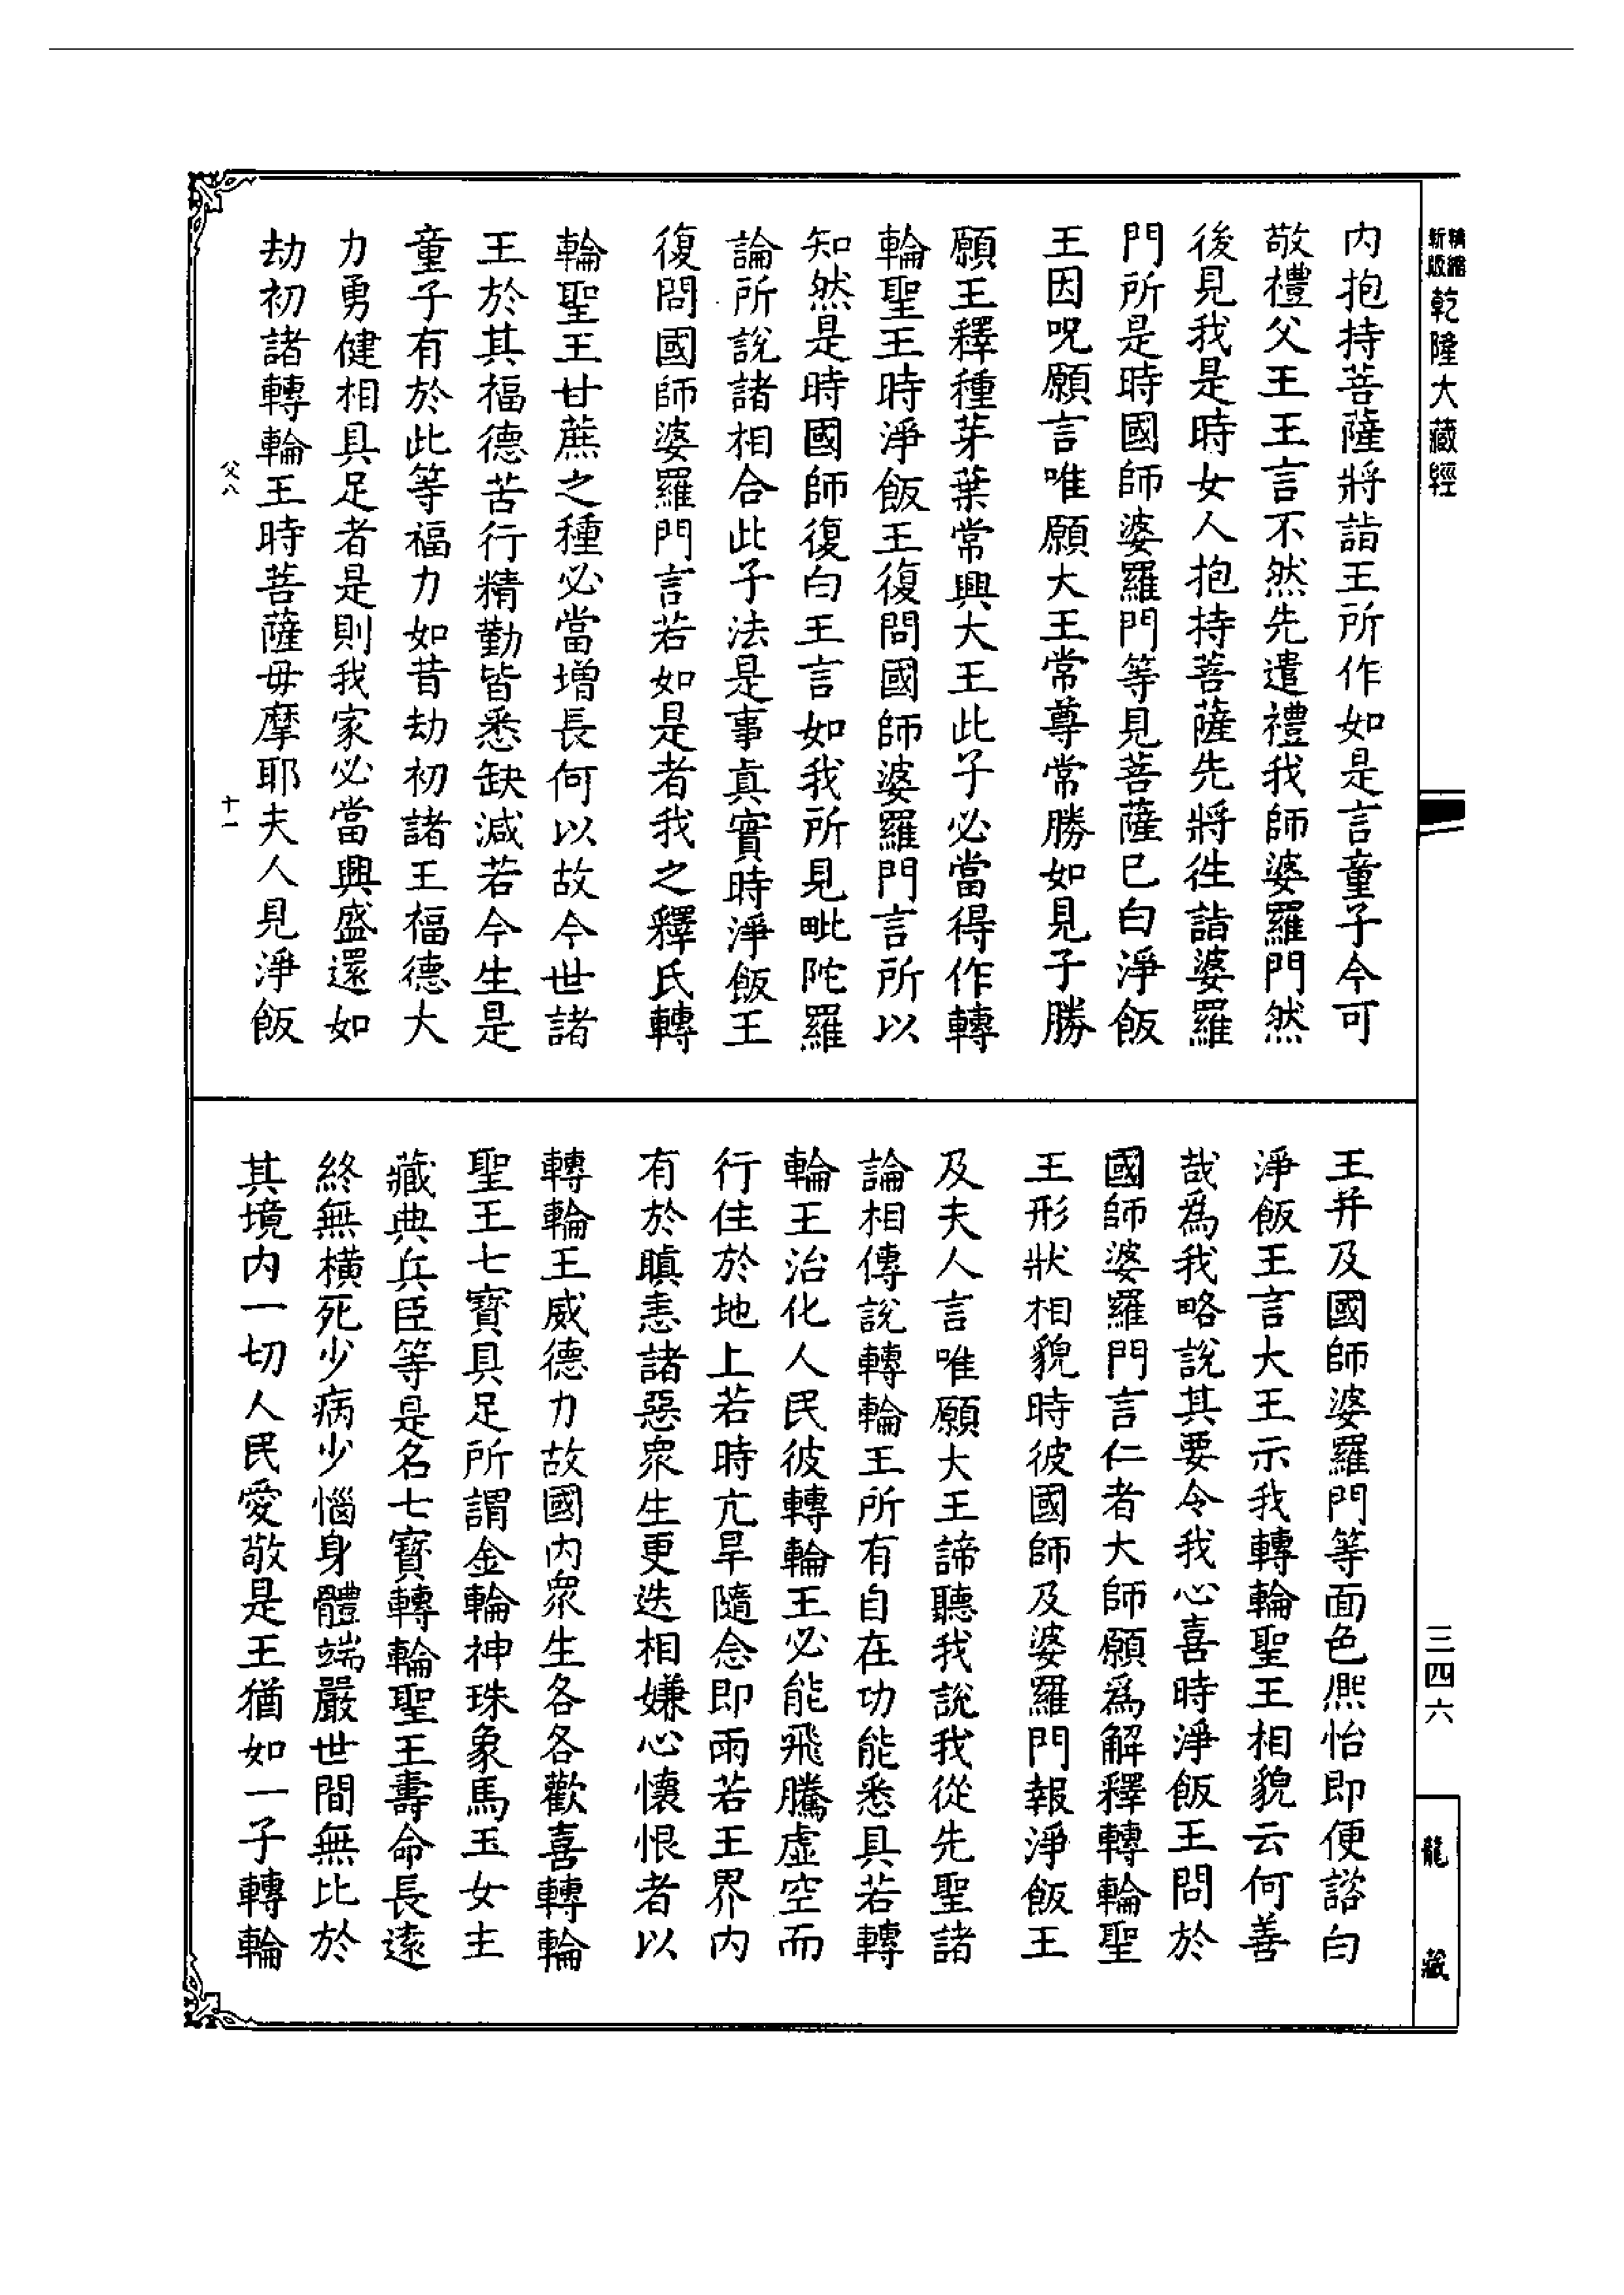 精縮新版乾隆大藏經
三四六
龍藏
內抱持菩薩將詣王所作如是言童子今可
敬禮父王王言不然先遣禮我師婆羅門然
後見我是時女人抱持菩薩先將往詣婆羅
門所是時國師婆羅門等見菩薩已白淨飯
王因呪願言唯願大王常尊常勝如見子勝
願王釋種芽葉常興大王此子必當得作轉
輪聖王時淨飯王復問國師婆羅門言所以
知然是時國師復白王言如我所見毗陀羅
論所說諸相合此子法是事真實時淨飯王
復問國師婆羅門言若如是者我之釋氏轉
輪聖王甘蔗之種必當增長何以故今世諸
王於其福德苦行精勤皆悉缺減若今生是
童子有於此等福力如昔劫初諸王福德大
力勇健相具足者是則我家必當興盛還如
劫初諸轉輪王時菩薩母摩耶夫人見淨飯
父八 十一
王并及國師婆羅門等面色熈怡即便諮白
淨飯王言大王示我轉輪聖王相貌云何善
哉為我略說其要令我心喜時淨飯王問於
國師婆羅門言仁者大師願為解釋轉輪聖
王形狀相貌時彼國師及婆羅門報淨飯王
及夫人言唯願大王諦聽我說我從先聖諸
論相傳說轉輪王所有自在功能悉具若轉
輪王治化人民彼轉輪王必能飛騰虛空而
行住於地上若時亢旱隨念即雨若王界內
有於瞋恚諸惡眾生更迭相嫌心懷恨者以
轉輪王威德力故國內眾生各各歡喜轉輪
聖王七寶具足所謂金輪神珠象馬玉女主
藏典兵臣等是名七寶轉輪聖王壽命長遠
終無橫死少病少惱身體端嚴世間無比於
其境內一切人民愛敬是王猶如一子轉輪